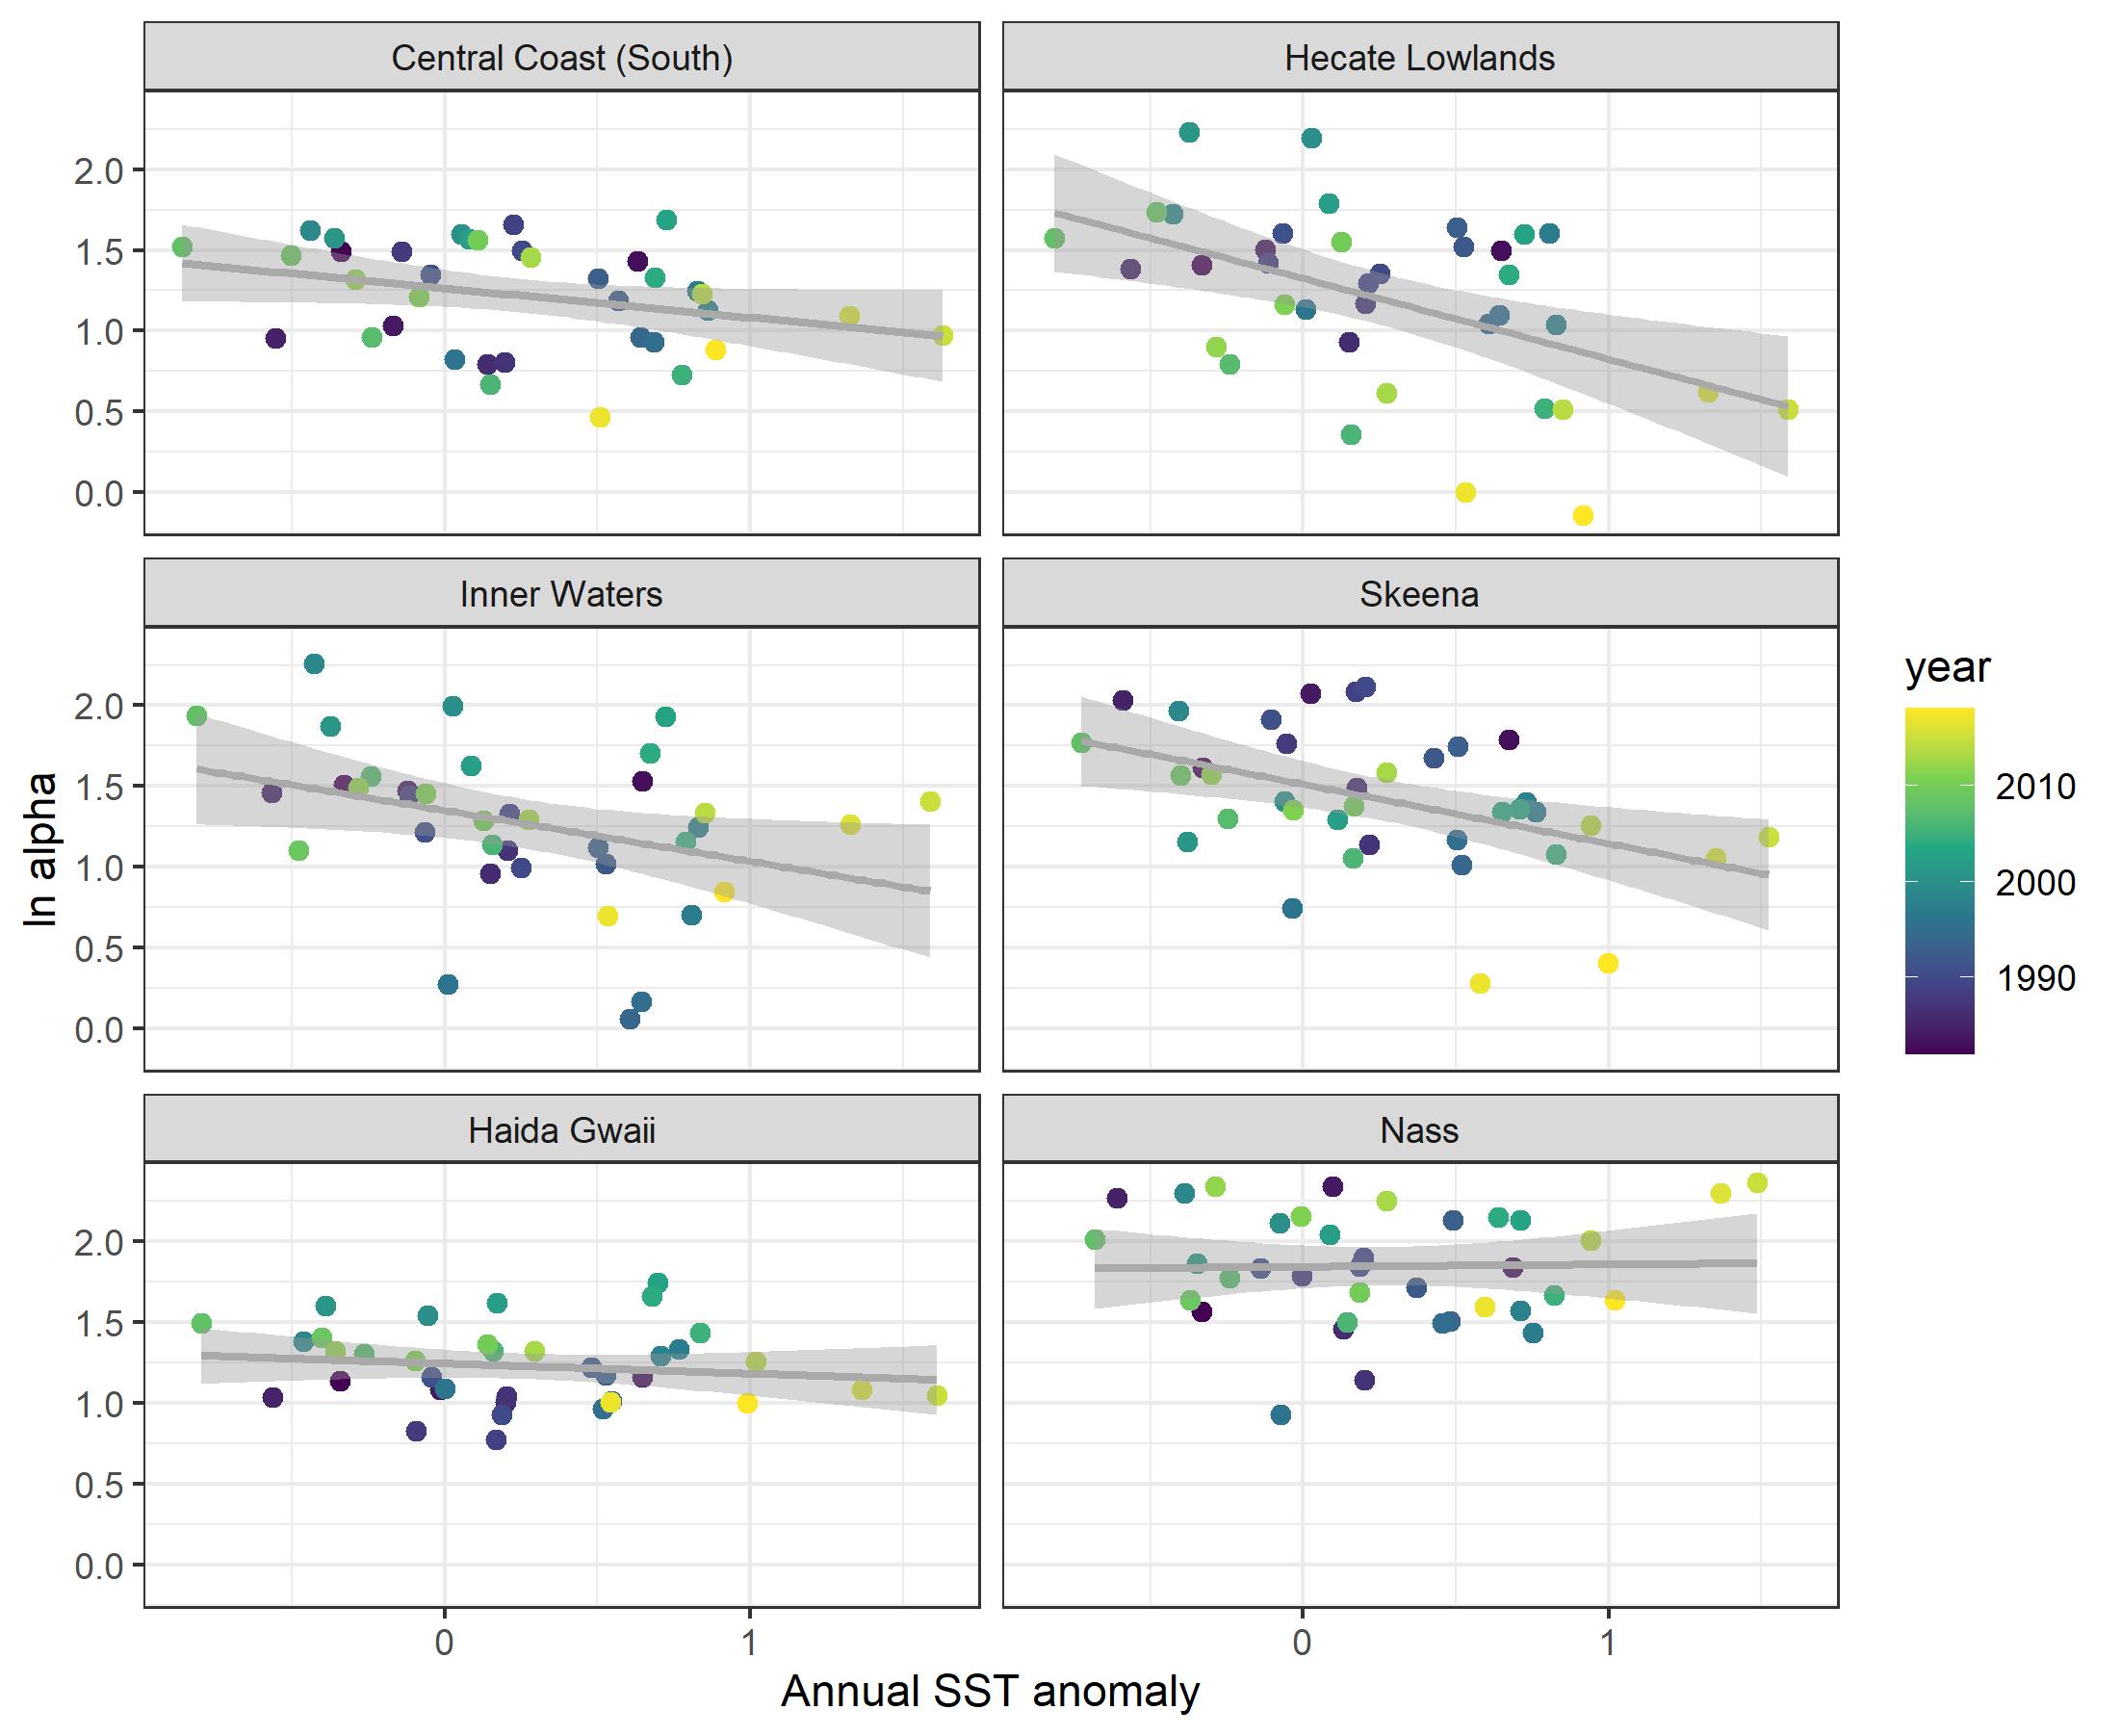 Central Coast (South)
Hecate Lowlands
2.0
1.5
1.0
0.5
0.0
Inner Waters
Skeena
2.0
1.5
1.0
0.5
0.0
ln alpha
year
2010
2000
1990
Haida Gwaii
Nass
2.0
1.5
1.0
0.5
0.0
0
1
0
1
Annual SST anomaly